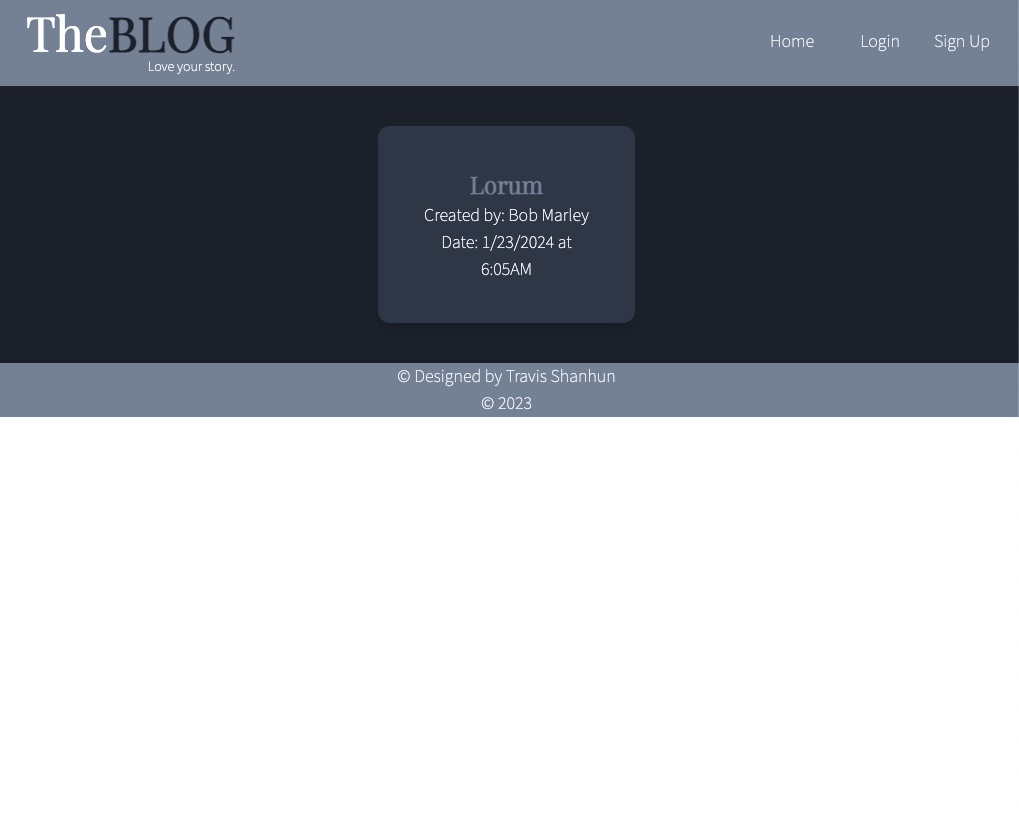 TheBLOG
Love your story.
Home Login Sign Up
Lorum
Created by: Bob Marley
Date: 1/23/2024 at
6:05AM
© Designed by Travis Shanhun
© 2023